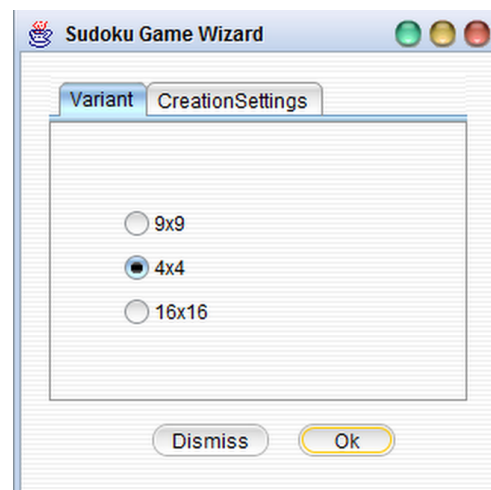 Sudoku Game Wizard
Variant CreationSettings
9x9
4x4
16x16
Dismiss Ok